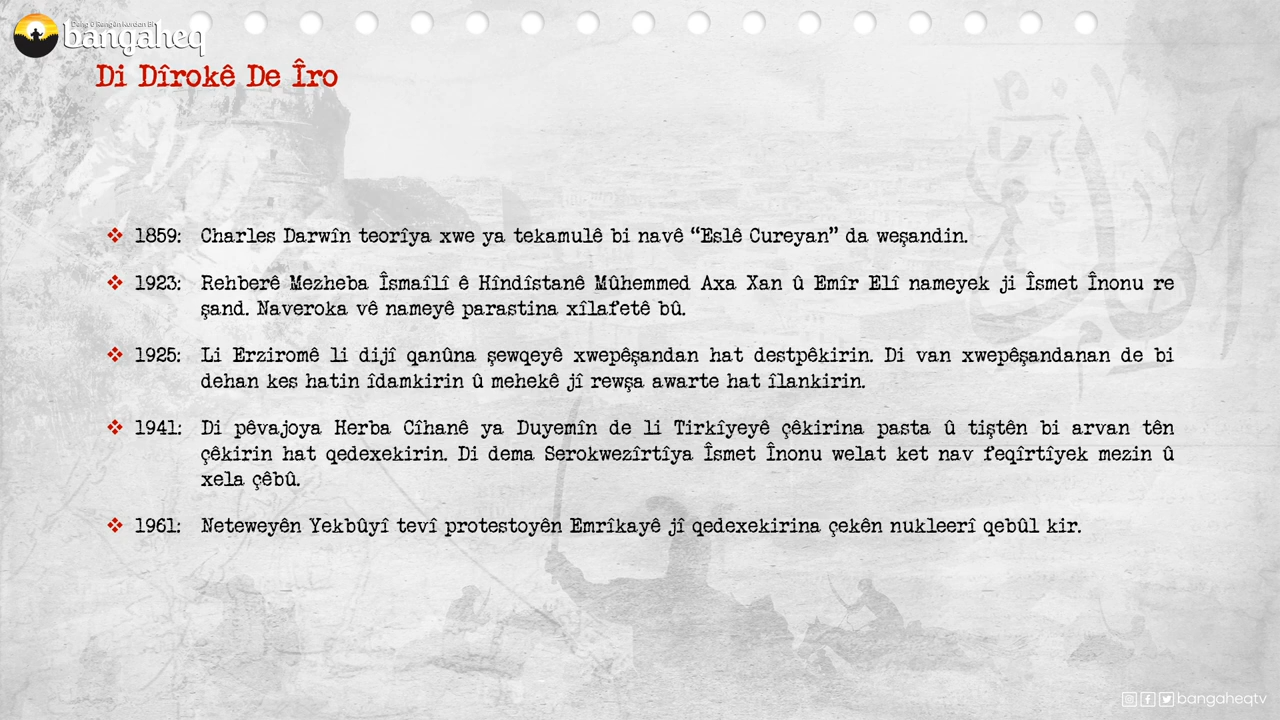 Deng û Rengên Kurdan Bi
bangaheq
Di Dîrokê De Îro
❖ 1859: Charles Darwîn teorîya xwe ya tekamulê bi navê “Eslê Cureyan” da weşandin.
❖ 1923: Rehberê Mezheba Îsmaîlî ê Hîndîstanê Mûhemmed Axa Xan û Emîr Elî nameyek ji Îsmet Înonu re
şand. Naveroka vê nameyê parastina xîlafetê bû.
❖ 1925: Li Erziromê li dijî qanûna şewqeyê xwepêşandan hat destpêkirin. Di van xwepêşandanan de bi
dehan kes hatin îdamkirin û mehekê jî rewşa awarte hat îlankirin.
❖ 1941: Di pêvajoya Herba Cîhanê ya Duyemîn de li Tirkîyeyê çêkirina pasta û tiştên bi arvan tên
çêkirin hat qedexekirin. Di dema Serokwezîrtîya Îsmet Înonu welat ket nav feqîrtîyek mezin û
xela çêbû.
❖ 1961: Neteweyên Yekbûyî tevî protestoyên Emrîkayê jî qedexekirina çekên nukleerî qebûl kir.
bangaheqtv